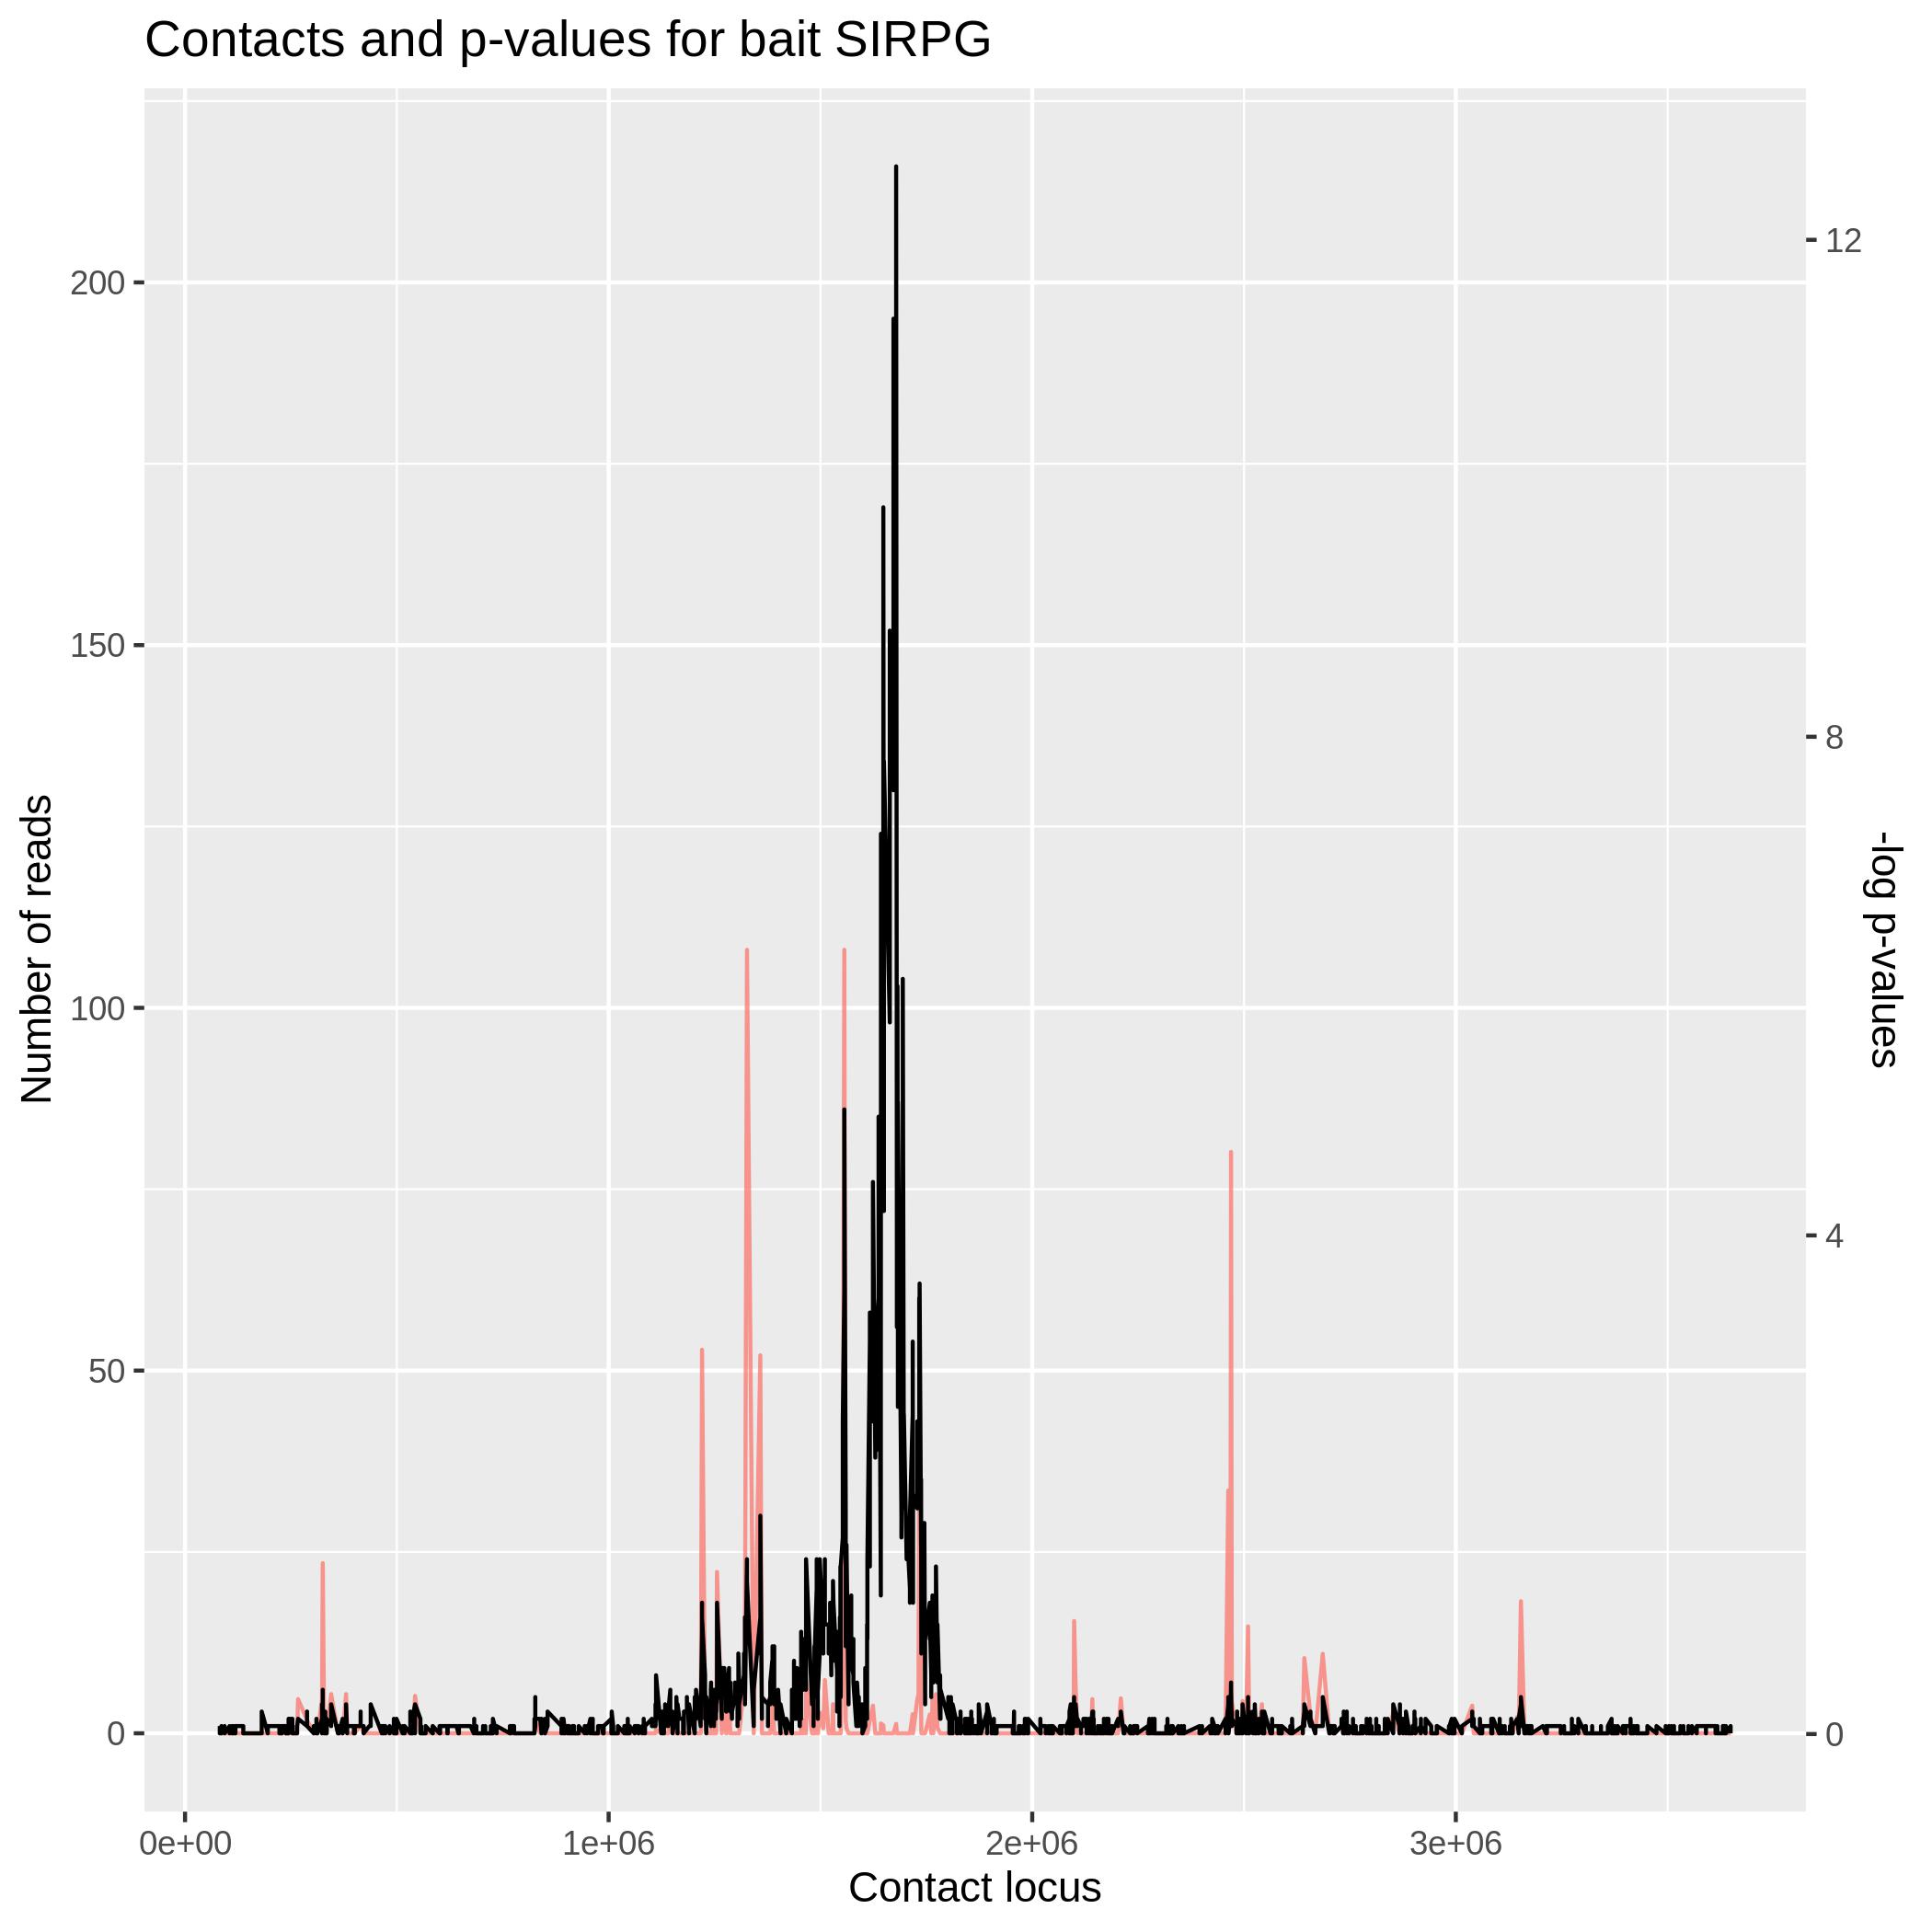 Contacts and p-values for bait SIRPG
Number of reads
200
150
100
50
0
12
8
4
0
-log p-values
0e+00
1e+06
2e+06
3e+06
Contact locus